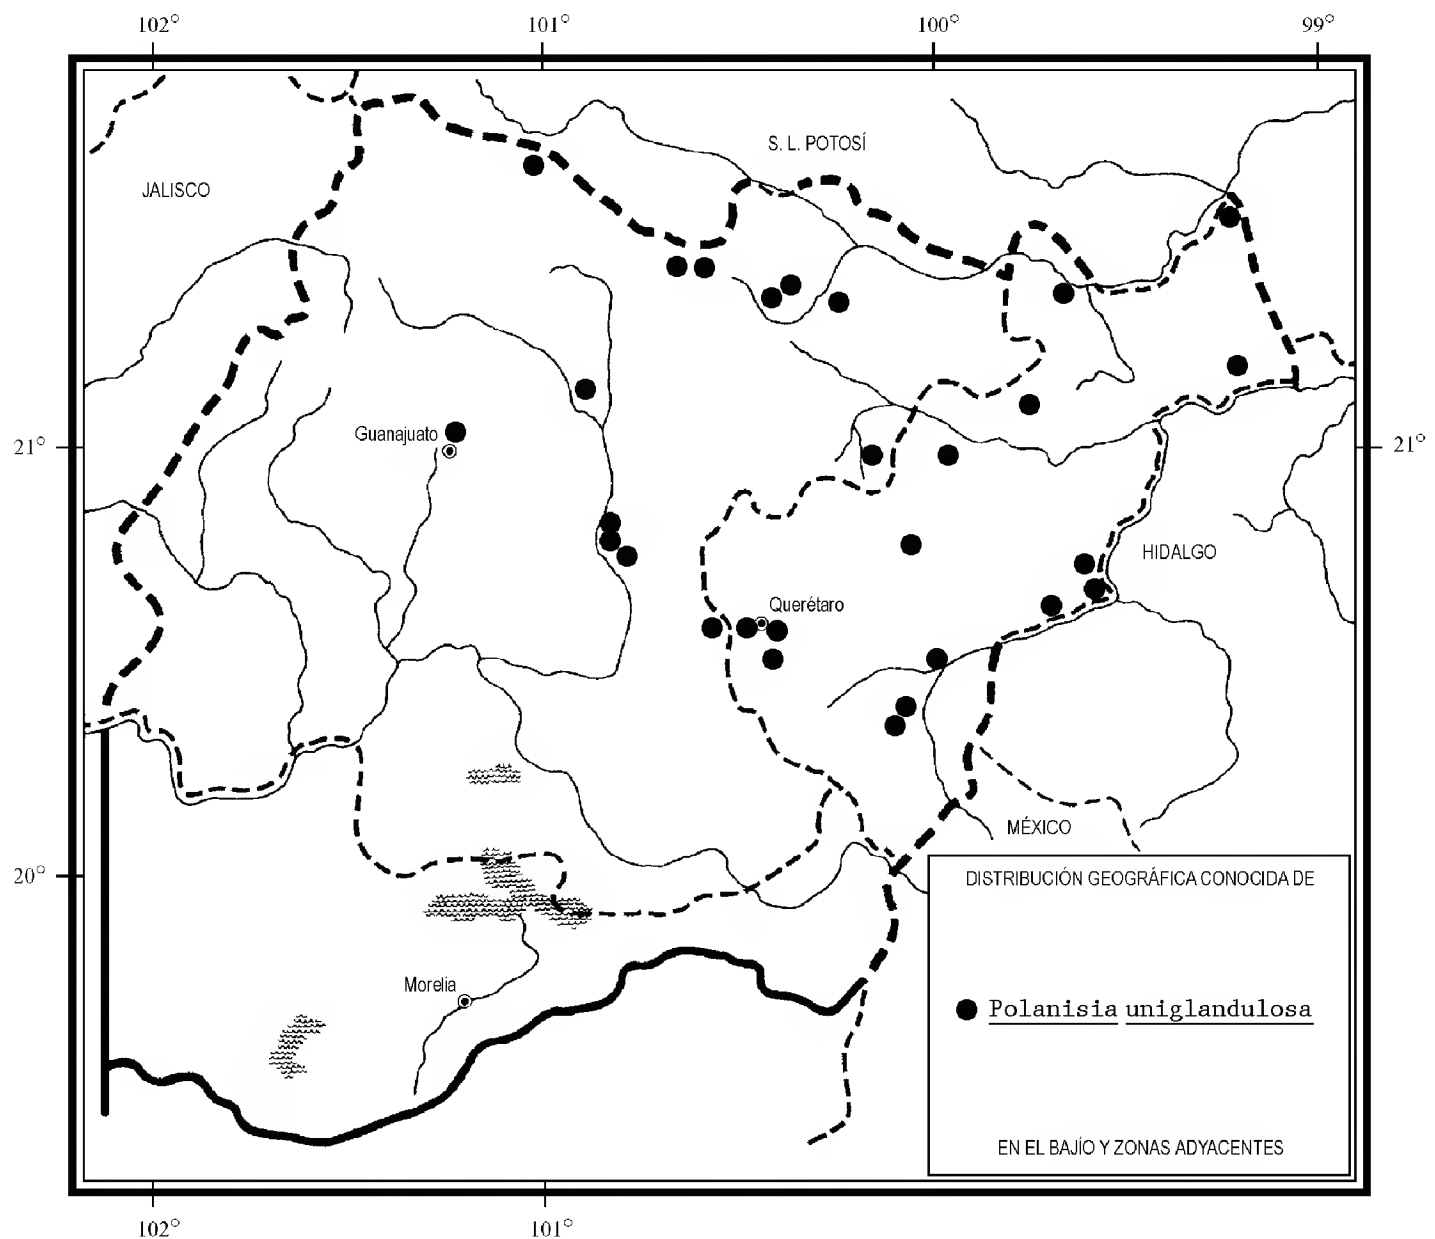 102° 101° 100° 99°
S. L. POTOSÍ
JALISCO
Guanajuato
21° 21°
HIDALGO
Querétaro
MÉXICO
20°
DISTRIBUCIÓN GEOGRÁFICA CONOCIDA DE
Morelia
Polanisia uniglandulosa
EN EL BAJÍO Y ZONAS ADYACENTES
102° 101°